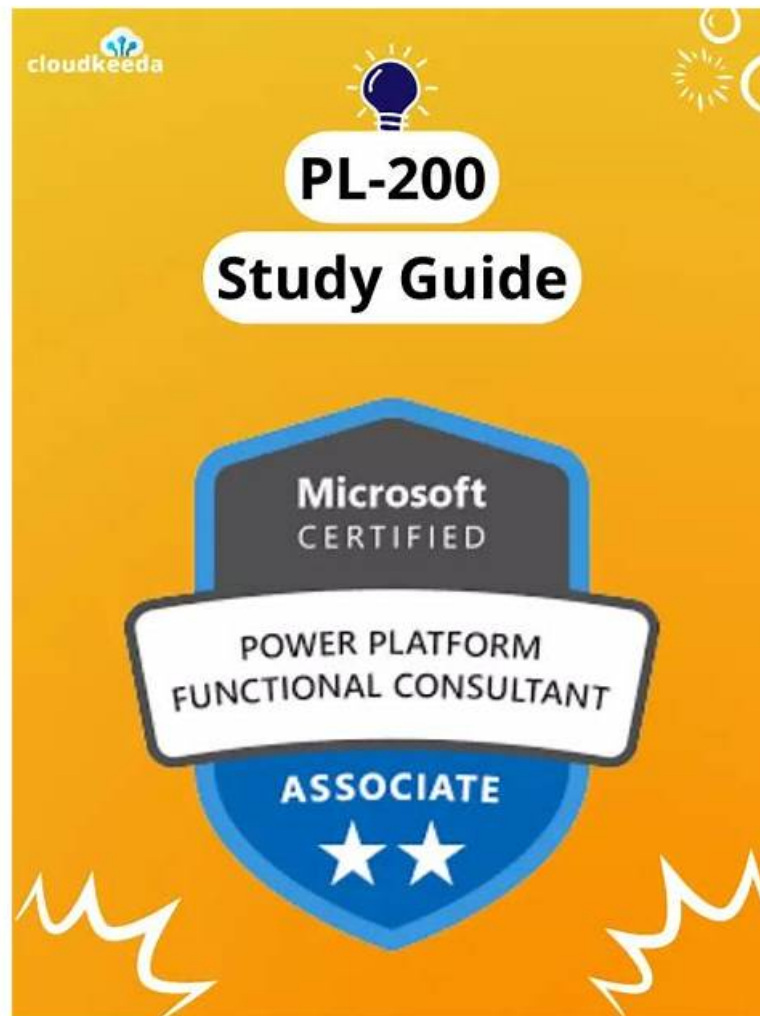 cloudkeeda
PL-200
Study Guide
Microsoft
CERTIFIED
POWER PLATFORM
FUNCTIONAL CONSULTANT
ASSOCIATE